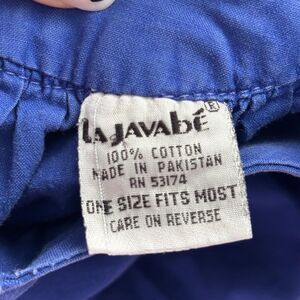 LA JAVABÉ®
100% COTTON
MADE IN PAKISTAN
RN 53174
ONE SIZE FITS MOST
CARE ON REVERSE